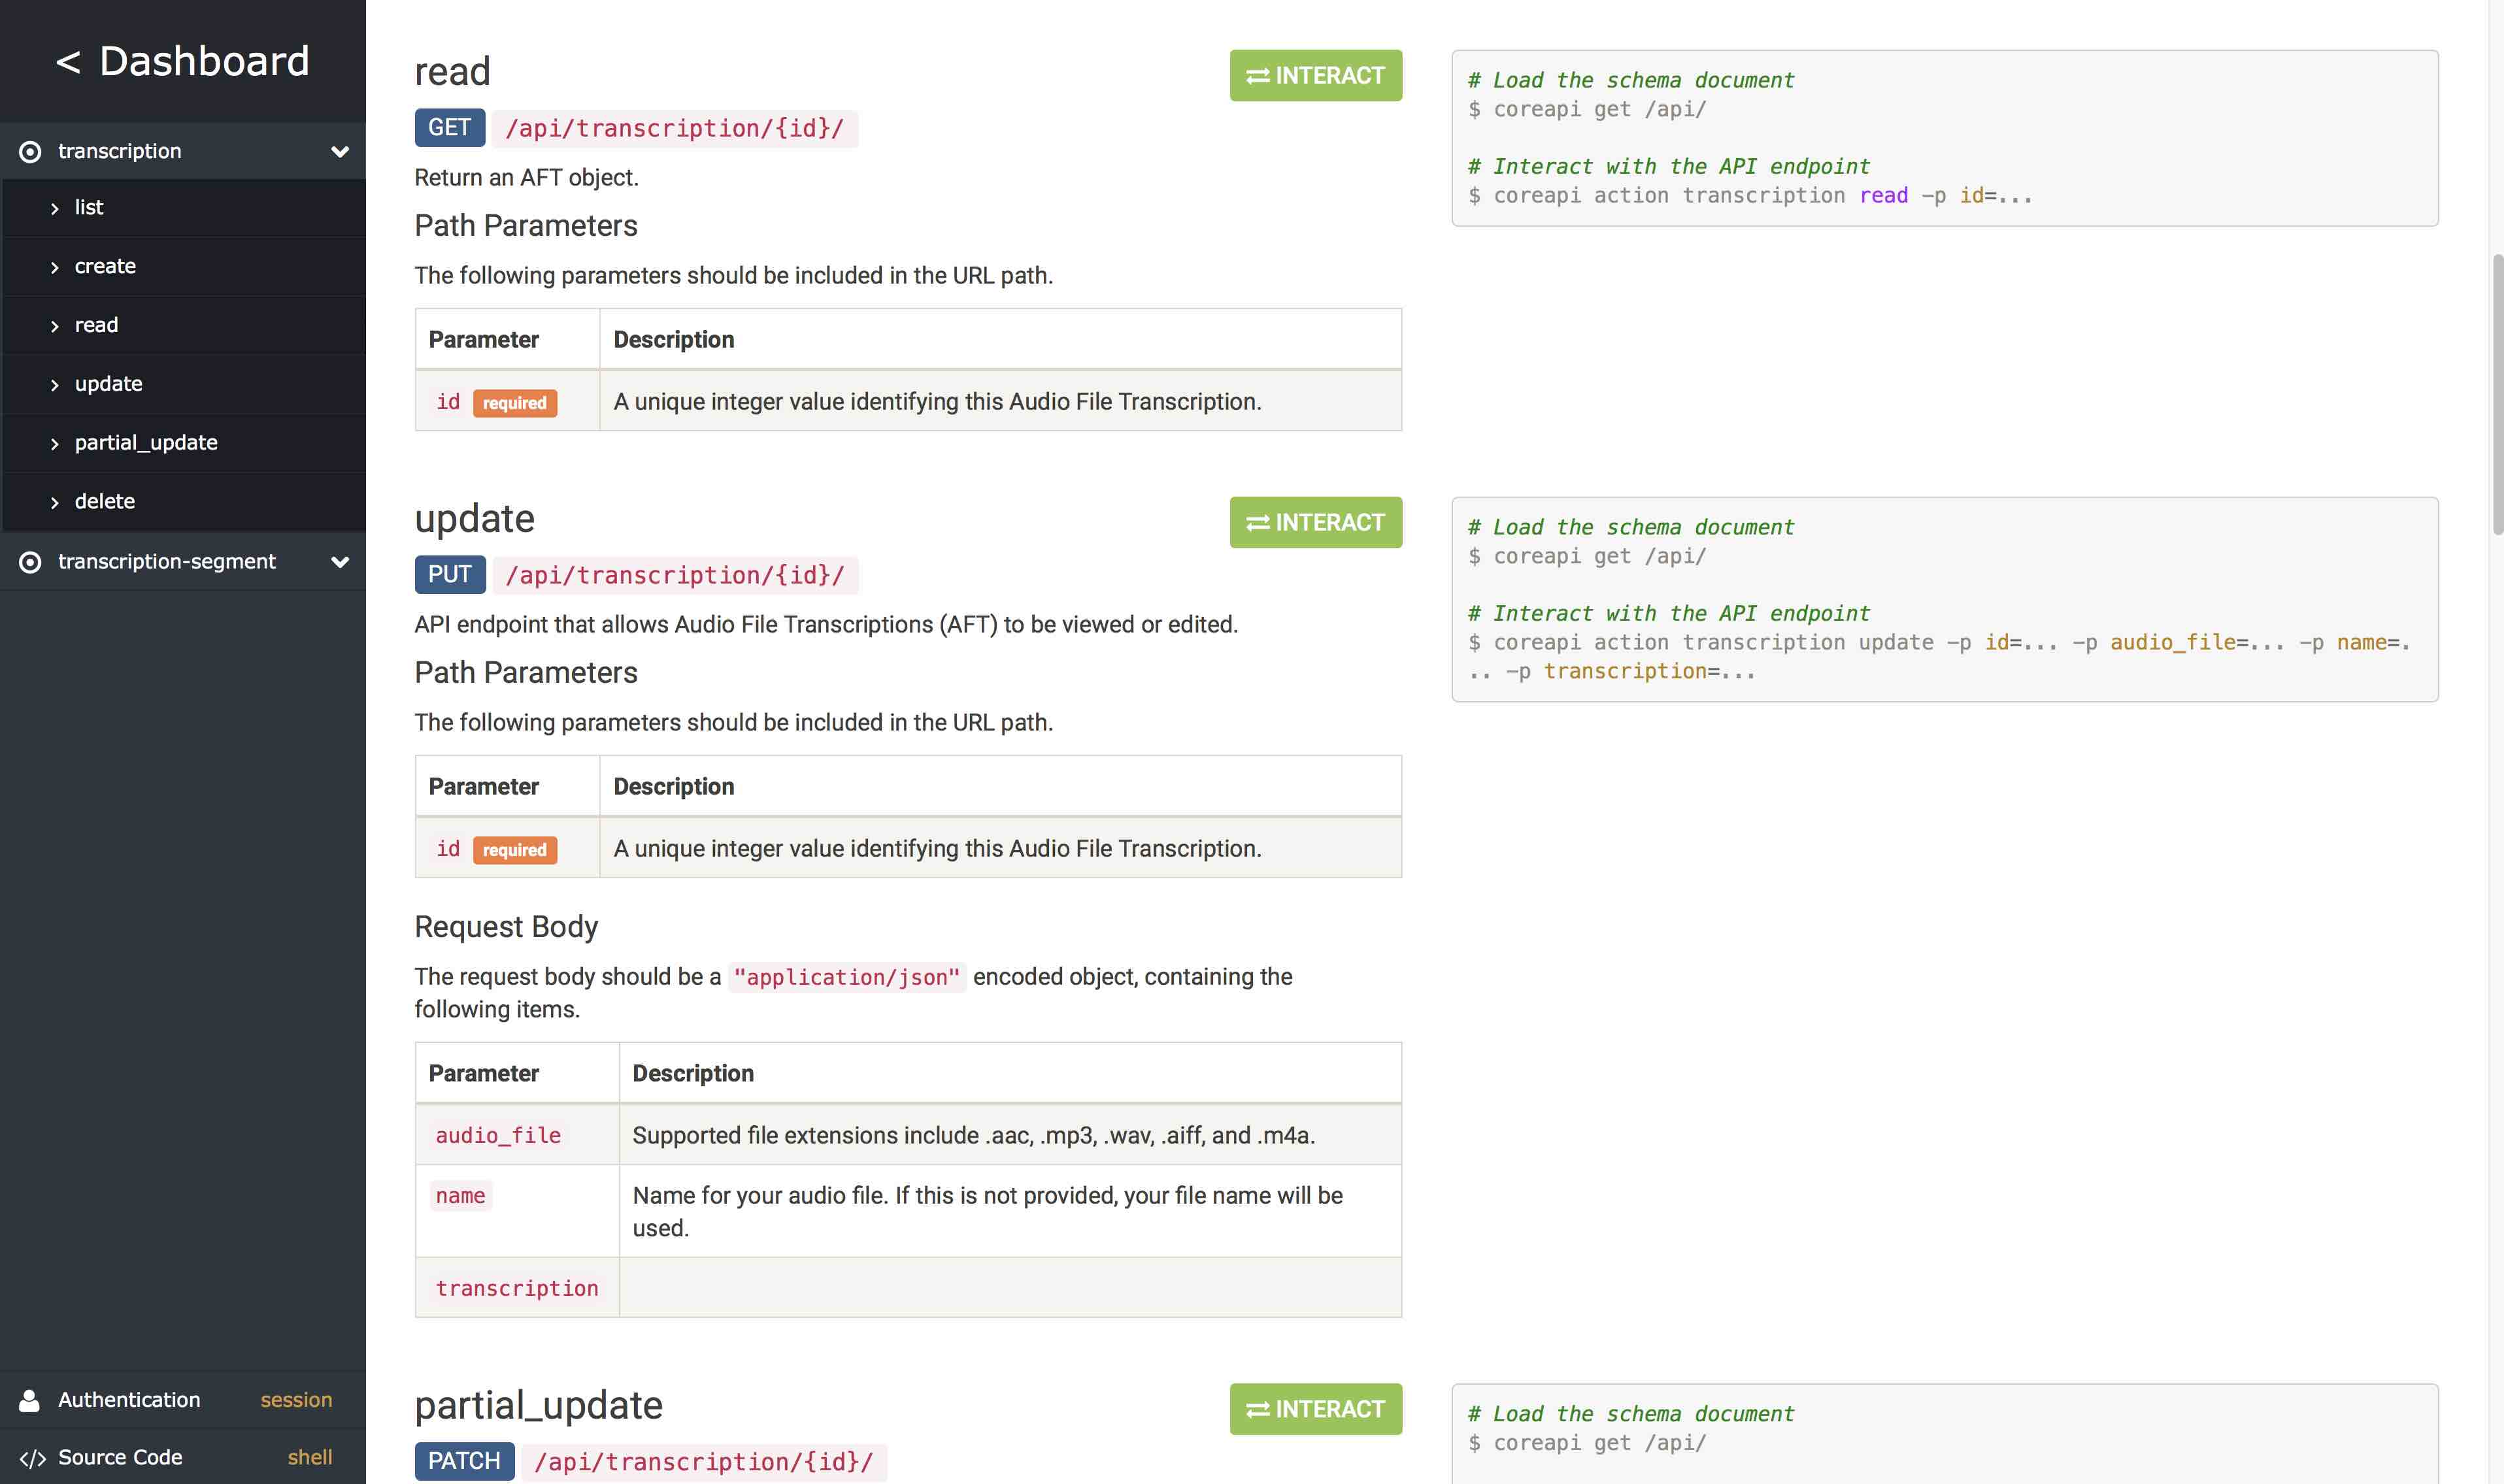 < Dashboard
transcription
list
create
read
update
partial_update
delete
transcription-segment
Authentication session
Source Code shell
read
INTERACT
GET /api/transcription/{id}/
Return an AFT object.
Path Parameters
The following parameters should be included in the URL path.
Parameter Description
id required A unique integer value identifying this Audio File Transcription.
# Load the schema document
$ coreapi get /api/
# Interact with the API endpoint
$ coreapi action transcription read -p id=...
update
INTERACT
PUT /api/transcription/{id}/
API endpoint that allows Audio File Transcriptions (AFT) to be viewed or edited.
Path Parameters
The following parameters should be included in the URL path.
Parameter Description
id required A unique integer value identifying this Audio File Transcription.
Request Body
The request body should be a "application/json" encoded object, containing the
following items.
Parameter Description
audio_file Supported file extensions include .aac, .mp3, .wav, .aiff, and .m4a.
name Name for your audio file. If this is not provided, your file name will be
used.
transcription
# Load the schema document
$ coreapi get /api/
# Interact with the API endpoint
$ coreapi action transcription update -p id=... -p audio_file=... -p name=.
.. -p transcription=...
partial_update
INTERACT
PATCH /api/transcription/{id}/
# Load the schema document
$ coreapi get /api/